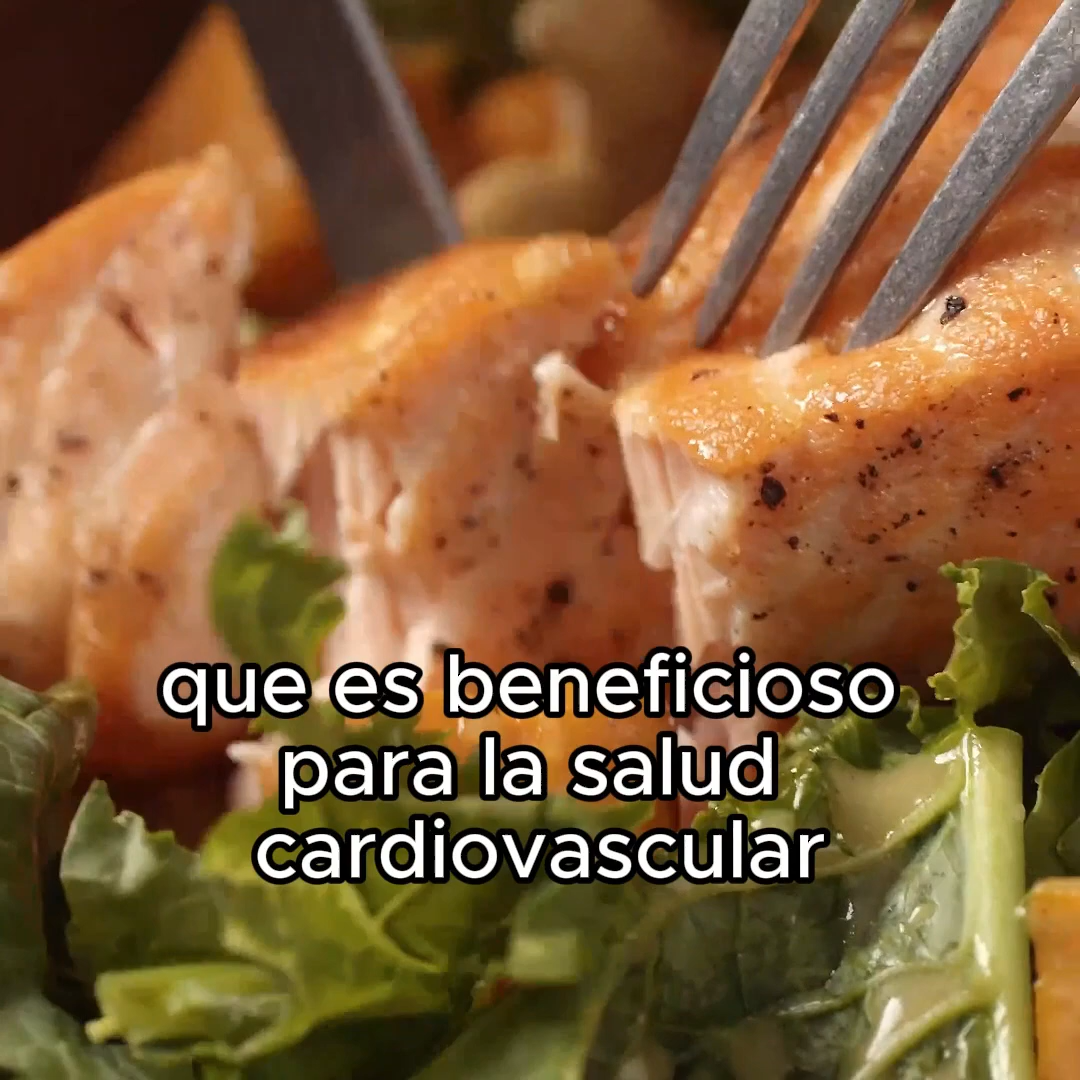 que es beneficioso
para la salud
cardiovascular